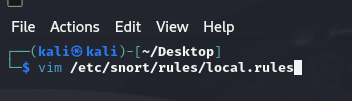 File Actions Edit View Help
┌──(kali㉿kali)-[~/Desktop]
└─$ vim /etc/snort/rules/local.rules